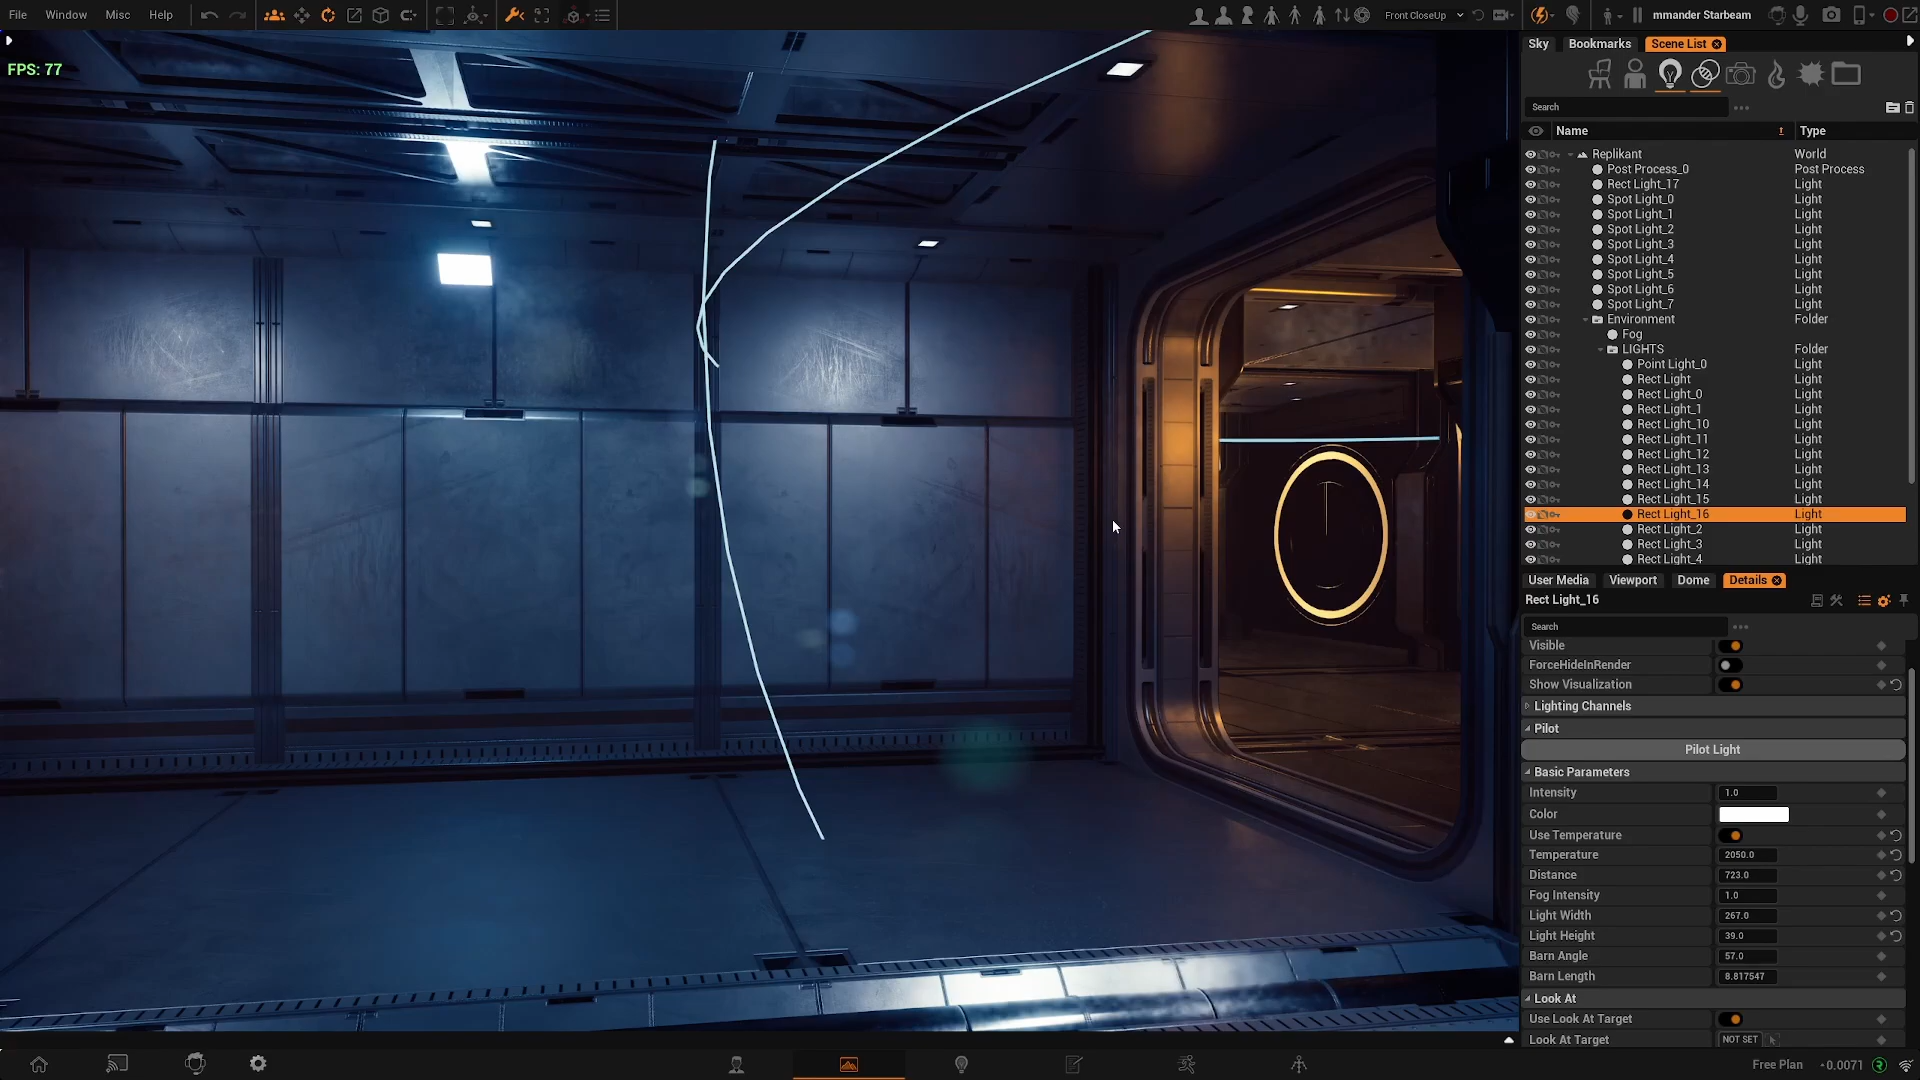 File Window Misc Help
Front CloseUp
mmander Starbeam
FPS: 77
Sky Bookmarks Scene List
Search
Name Type
Replikant World
Post Process_0 Post Process
Rect Light_17 Light
Spot Light_0 Light
Spot Light_1 Light
Spot Light_2 Light
Spot Light_3 Light
Spot Light_4 Light
Spot Light_5 Light
Spot Light_6 Light
Spot Light_7 Light
Environment Folder
Fog
LIGHTS Folder
Point Light_0 Light
Rect Light Light
Rect Light_0 Light
Rect Light_1 Light
Rect Light_10 Light
Rect Light_11 Light
Rect Light_12 Light
Rect Light_13 Light
Rect Light_14 Light
Rect Light_15 Light
Rect Light_16 Light
Rect Light_2 Light
Rect Light_3 Light
Rect Light_4 Light
User Media Viewport Dome Details
Rect Light_16
Search
Visible
ForceHideInRender
Show Visualization
Lighting Channels
Pilot
Pilot Light
Basic Parameters
Intensity 1.0
Color
Use Temperature
Temperature 2050.0
Distance 723.0
Fog Intensity 1.0
Light Width 267.0
Light Height 39.0
Barn Angle 57.0
Barn Length 8.817547
Look At
Use Look At Target
Look At Target NOT SET
Free Plan -0.0071